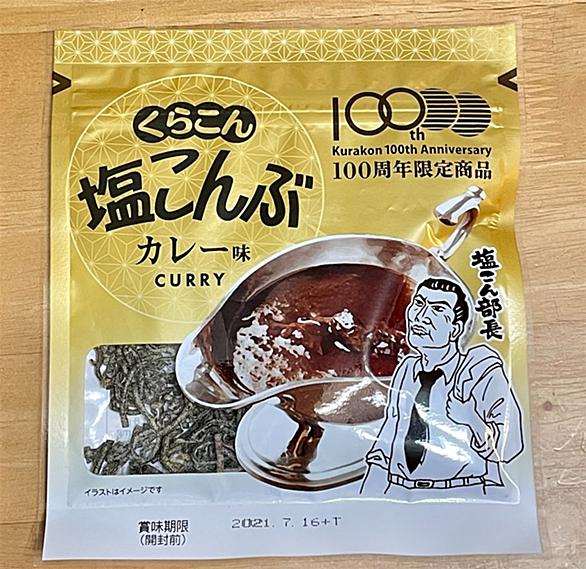 くらこん
塩こんぶ
カレー味
CURRY
100th
Kurakon 100th Anniversary
100周年限定商品
塩こん部長
イラストはイメージです
賞味期限
(開封前)
2021. 7. 16+T